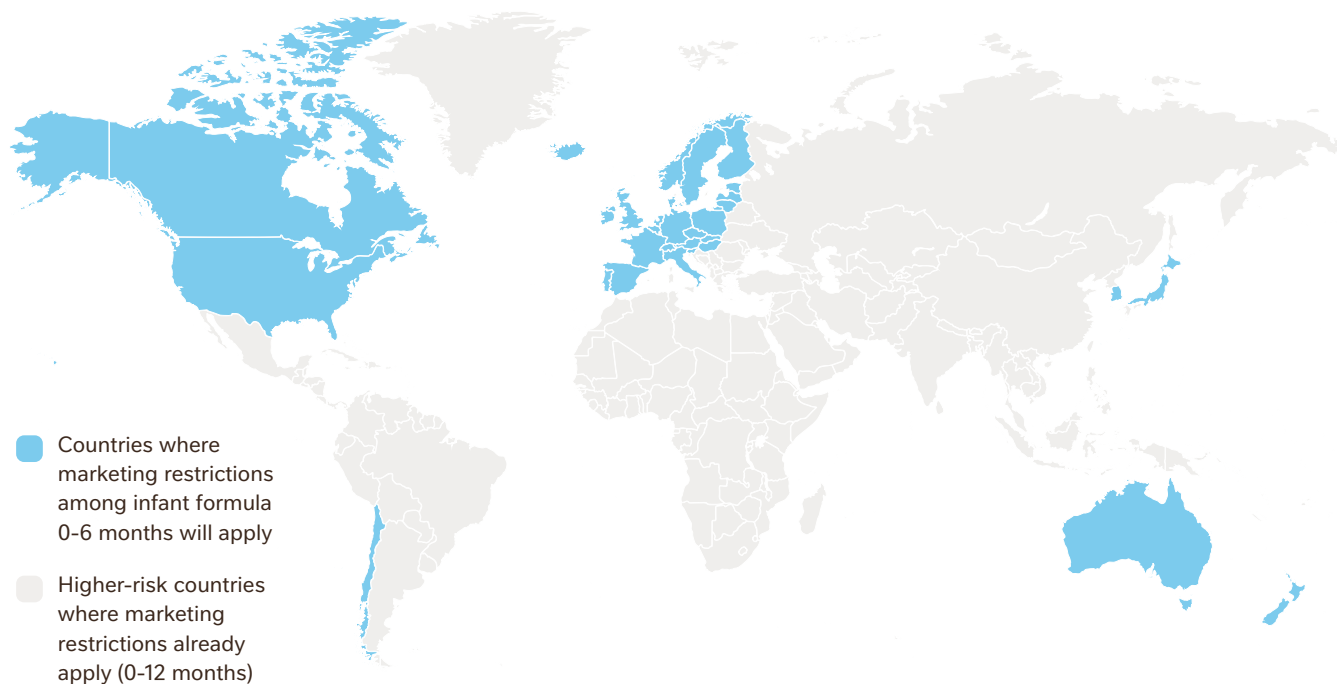 Countries where
marketing restrictions
among infant formula
0-6 months will apply
Higher-risk countries
where marketing
restrictions already
apply (0-12 months)